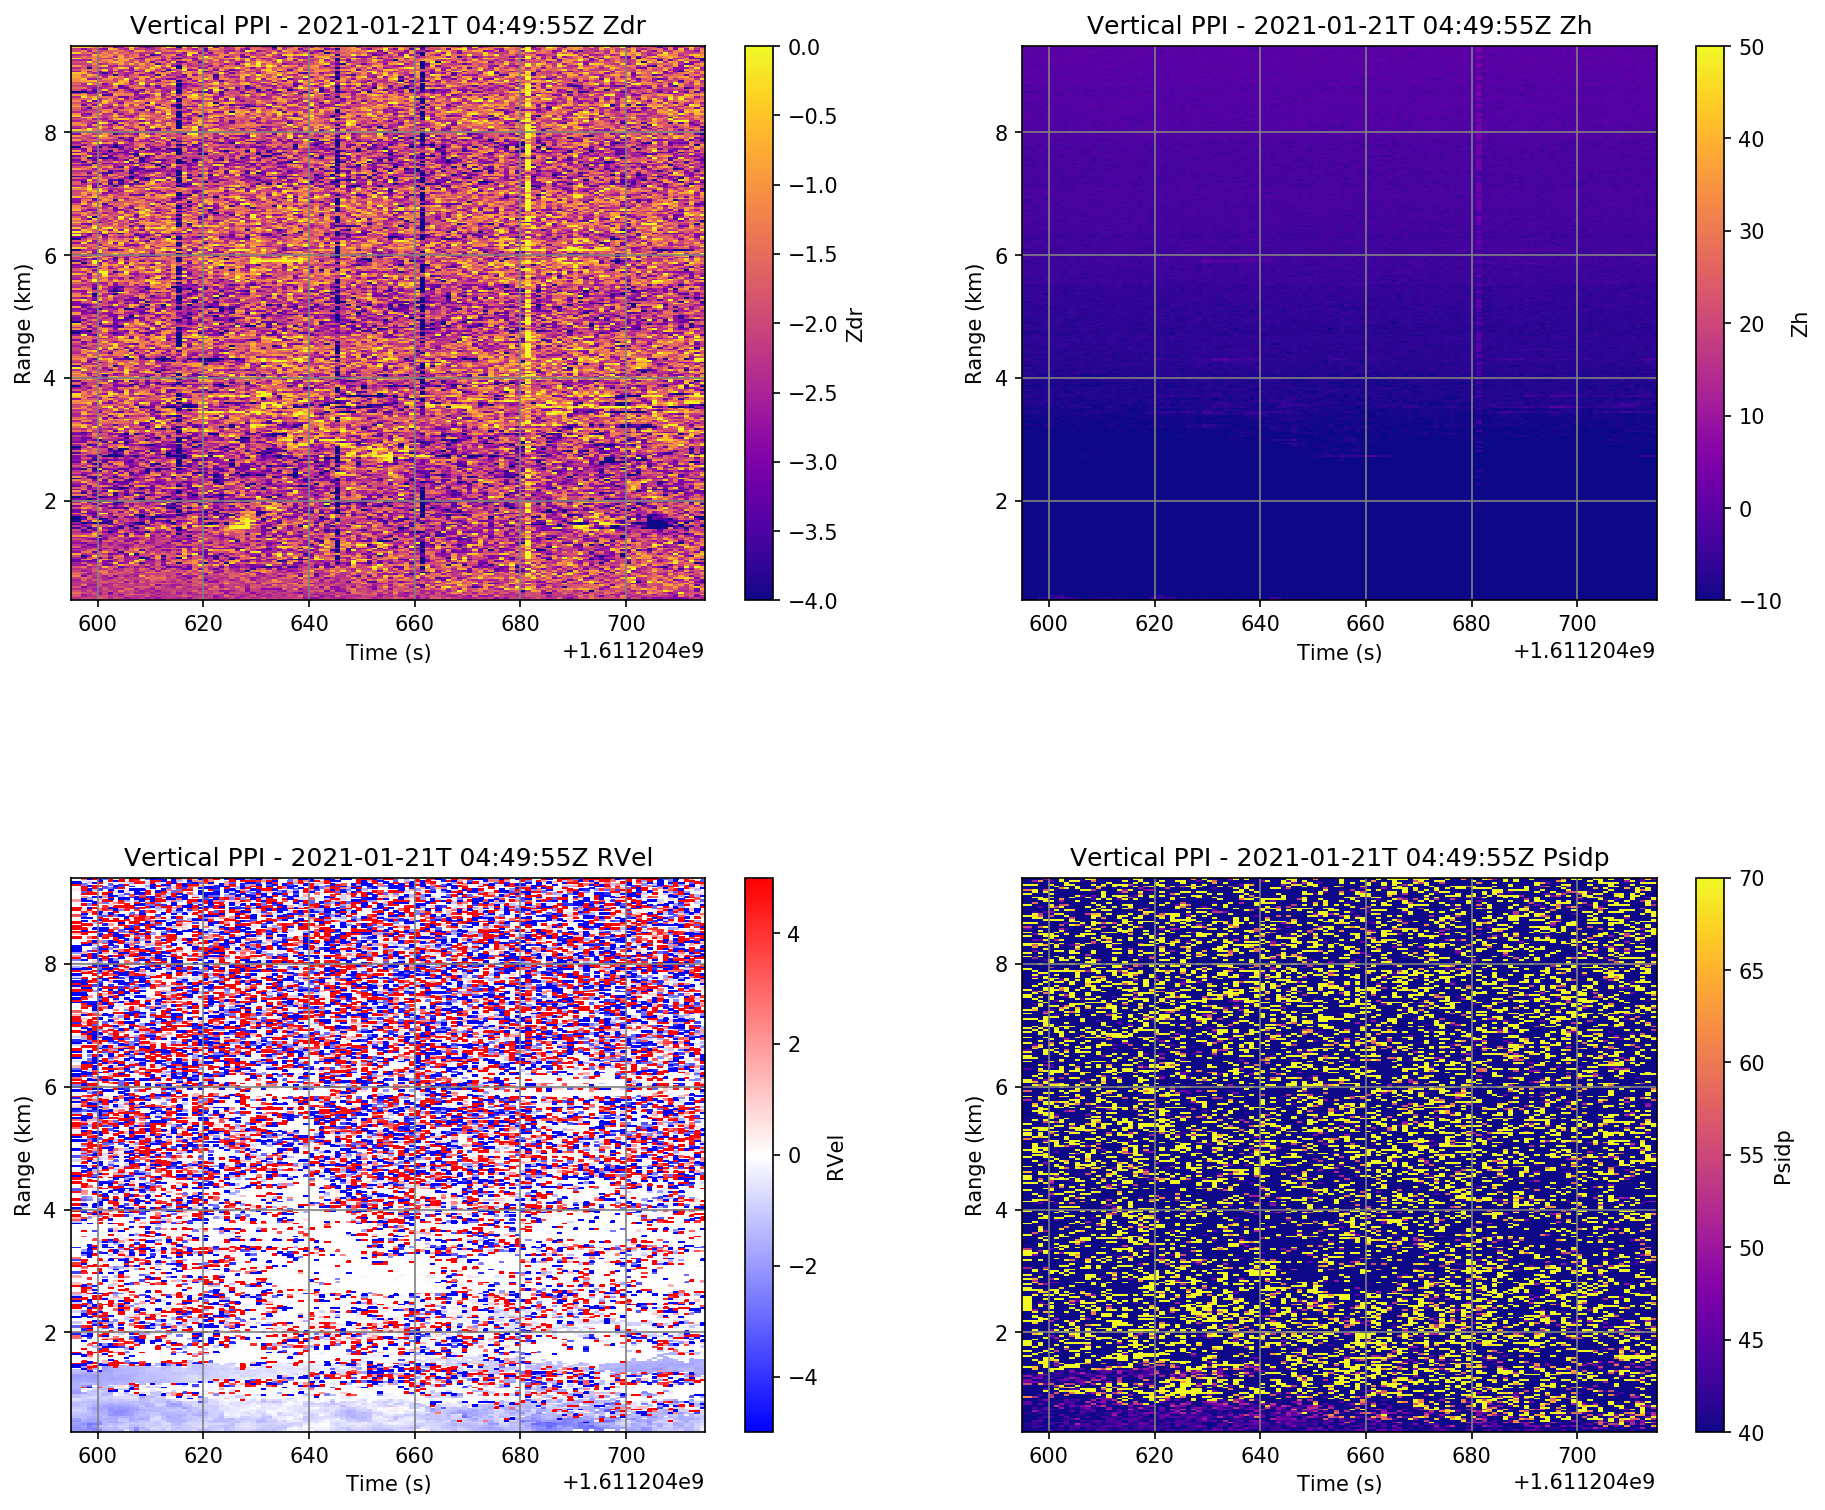 Vertical PPI - 2021-01-21T 04:49:55Z Zdr
Range (km)
8
6
4
2
600 620 640 660 680 700
Time (s)
+1.611204e9
0.0
−0.5
−1.0
−1.5
−2.0
−2.5
−3.0
−3.5
−4.0
Zdr
Vertical PPI - 2021-01-21T 04:49:55Z Zh
Range (km)
8
6
4
2
600 620 640 660 680 700
Time (s)
+1.611204e9
50
40
30
20
10
0
−10
Zh
Vertical PPI - 2021-01-21T 04:49:55Z RVel
Range (km)
8
6
4
2
600 620 640 660 680 700
Time (s)
+1.611204e9
4
2
0
−2
−4
RVel
Vertical PPI - 2021-01-21T 04:49:55Z Psidp
Range (km)
8
6
4
2
600 620 640 660 680 700
Time (s)
+1.611204e9
70
65
60
55
50
45
40
Psidp